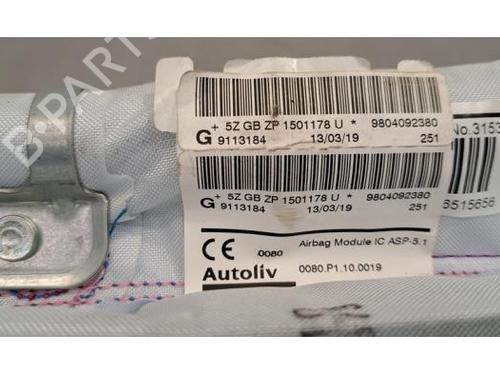 B-PARTS
+ 5Z GB ZP 1501178 U * 9804092380
G 9113184 13/03/19 251
+ 5Z GB ZP 1501178 U * 9804092380
G 9113184 13/03/19 251
CE 0080 Airbag Module IC ASP-5.1
Autoliv 0080.P1.10.0019
No.3153
6515656